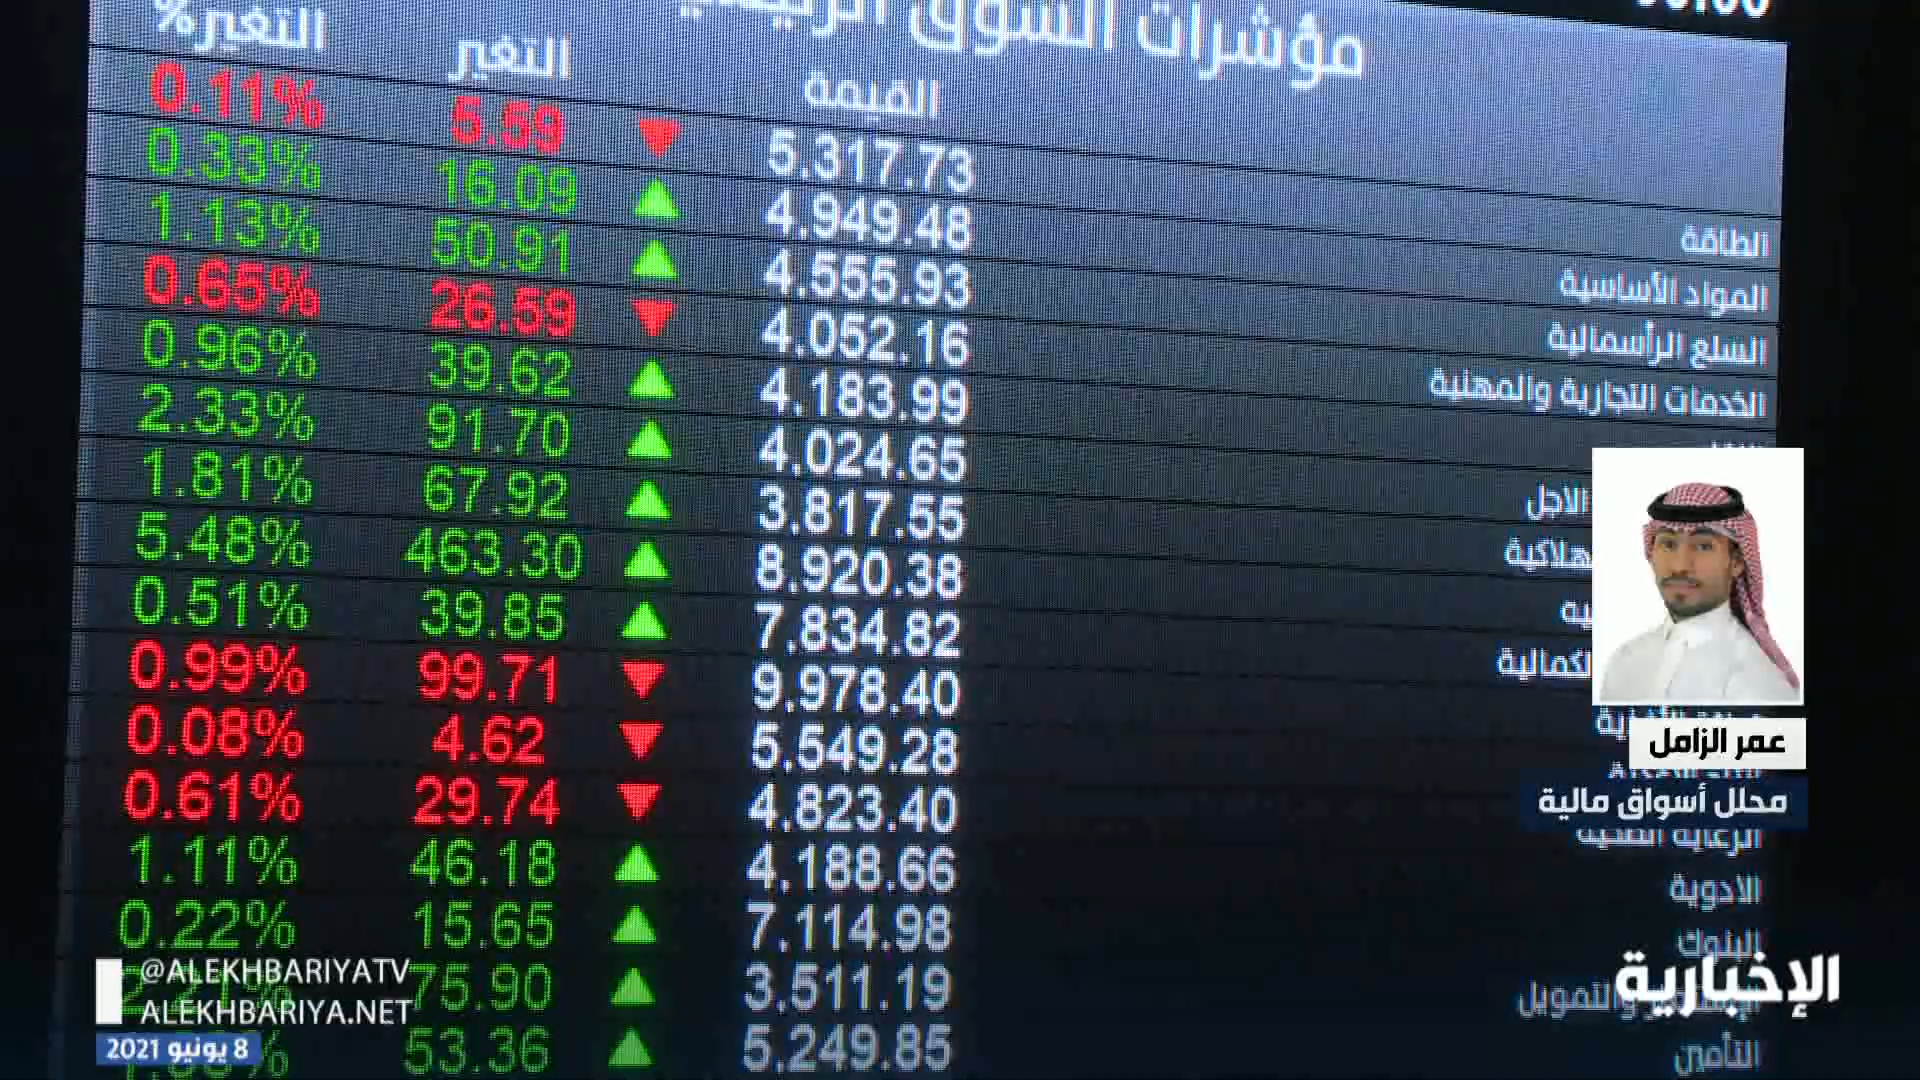 مؤشرات السوق
التغير%
التغير
القيمة
0.11% 5.59 5,317.73 الطاقة
0.33% 16.09 4,949.48 المواد الأساسية
1.13% 50.91 4,555.93 السلع الرأسمالية
0.65% 26.59 4,052.16 الخدمات التجارية والمهنية
0.96% 39.62 4,183.99
2.33% 91.70 4,024.65
1.81% 67.92 3,817.55
5.48% 463.30 8,920.38
0.51% 39.85 7,834.82
0.99% 99.71 9,978.40
0.08% 4.62 5,549.28
0.61% 29.74 4,823.40 الرعاية الصحية
1.11% 46.18 4,188.66 الادوية
0.22% 15.65 7,114.98 البنوك
75.90 3,511.19 والتمويل
53.36 5,249.85 التأمين
عمر الزامل
محلل أسواق مالية
الإخبارية
@ALEKHBARIYATV
ALEKHBARIYA.NET
8 يونيو 2021